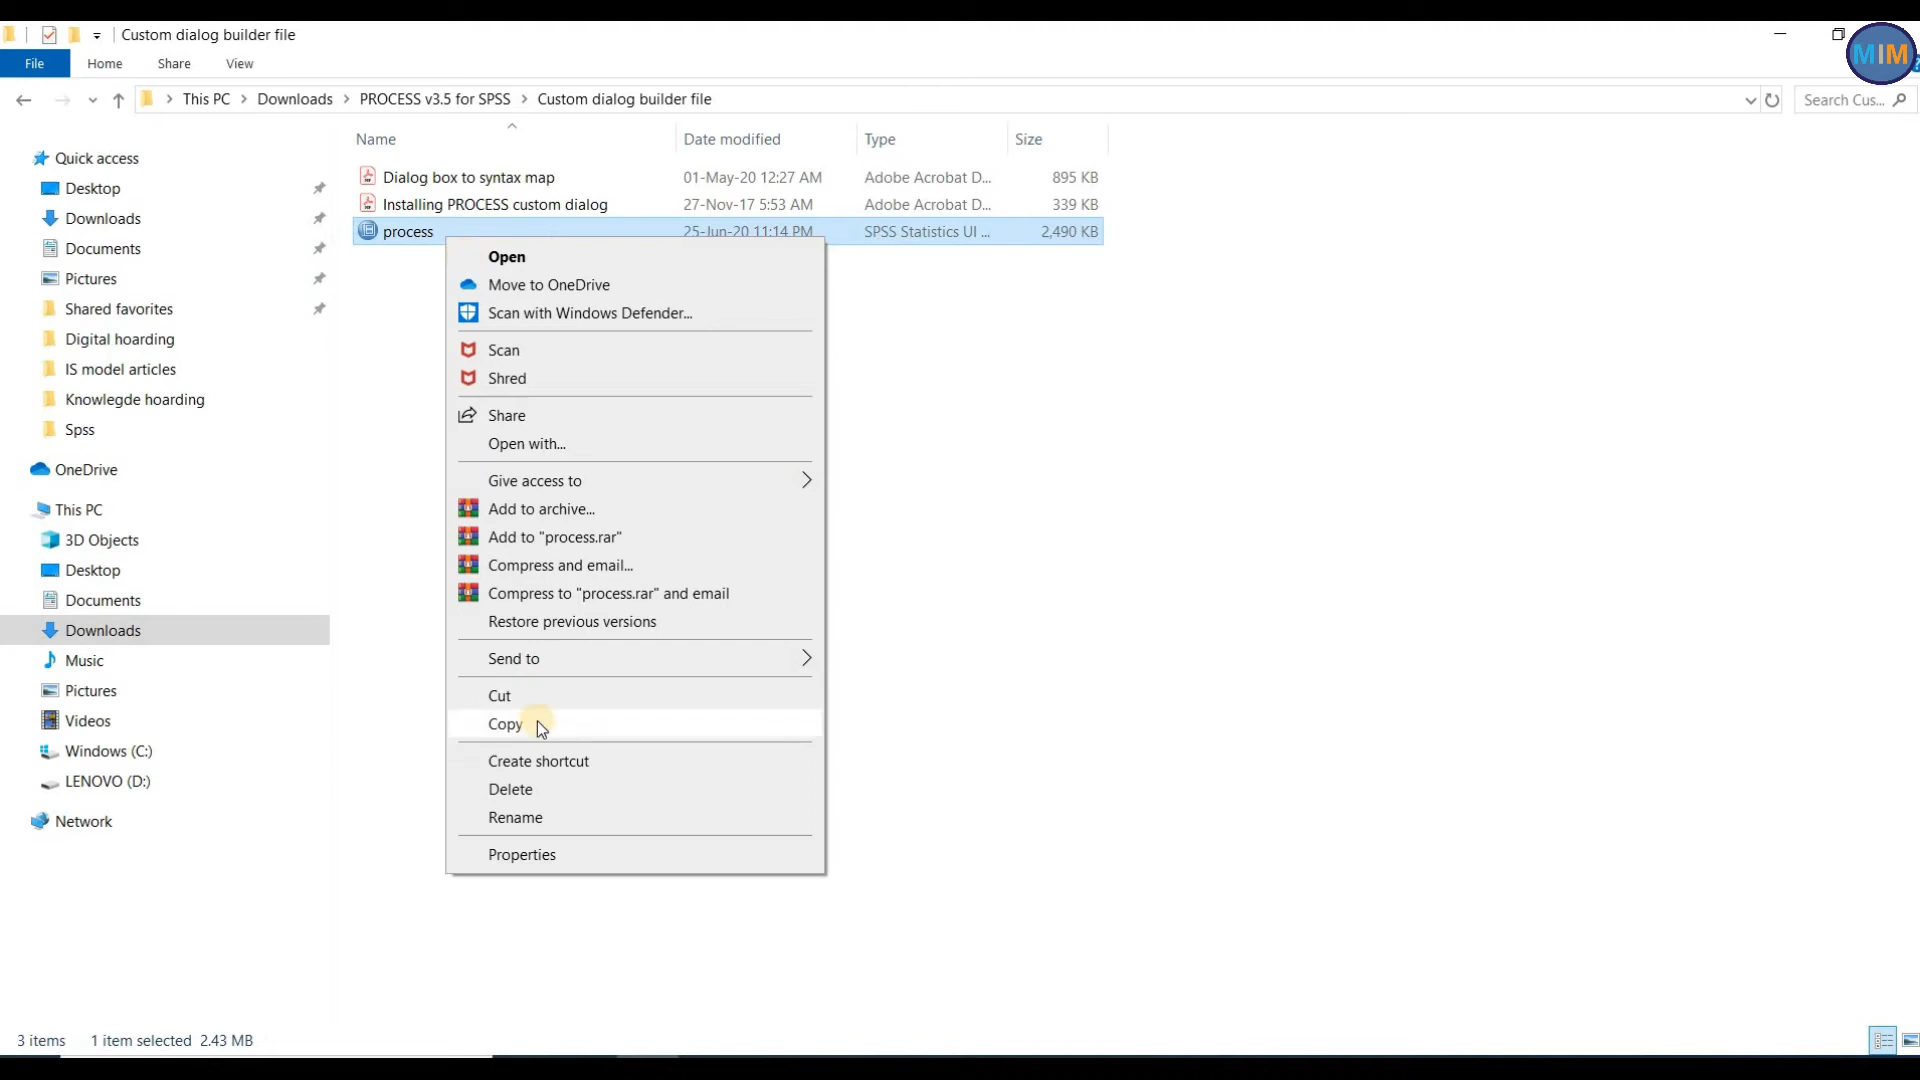 Custom dialog builder file
MIM
File Home Share View
This PC Downloads PROCESS v3.5 for SPSS Custom dialog builder file
Search Cus...
Name Date modified Type Size
Dialog box to syntax map 01-May-20 12:27 AM Adobe Acrobat D... 895 KB
Installing PROCESS custom dialog 27-Nov-17 5:53 AM Adobe Acrobat D... 339 KB
process 25-Jun-20 11:14 PM SPSS Statistics UI ... 2,490 KB
Quick access
Desktop
Downloads
Documents
Pictures
Shared favorites
Digital hoarding
IS model articles
Knowlegde hoarding
Spss
OneDrive
This PC
3D Objects
Desktop
Documents
Downloads
Music
Pictures
Videos
Windows (C:)
LENOVO (D:)
Network
Open
Move to OneDrive
Scan with Windows Defender...
Scan
Shred
Share
Open with...
Give access to
Add to archive...
Add to "process.rar"
Compress and email...
Compress to "process.rar" and email
Restore previous versions
Send to
Cut
Copy
Create shortcut
Delete
Rename
Properties
3 items 1 item selected 2.43 MB